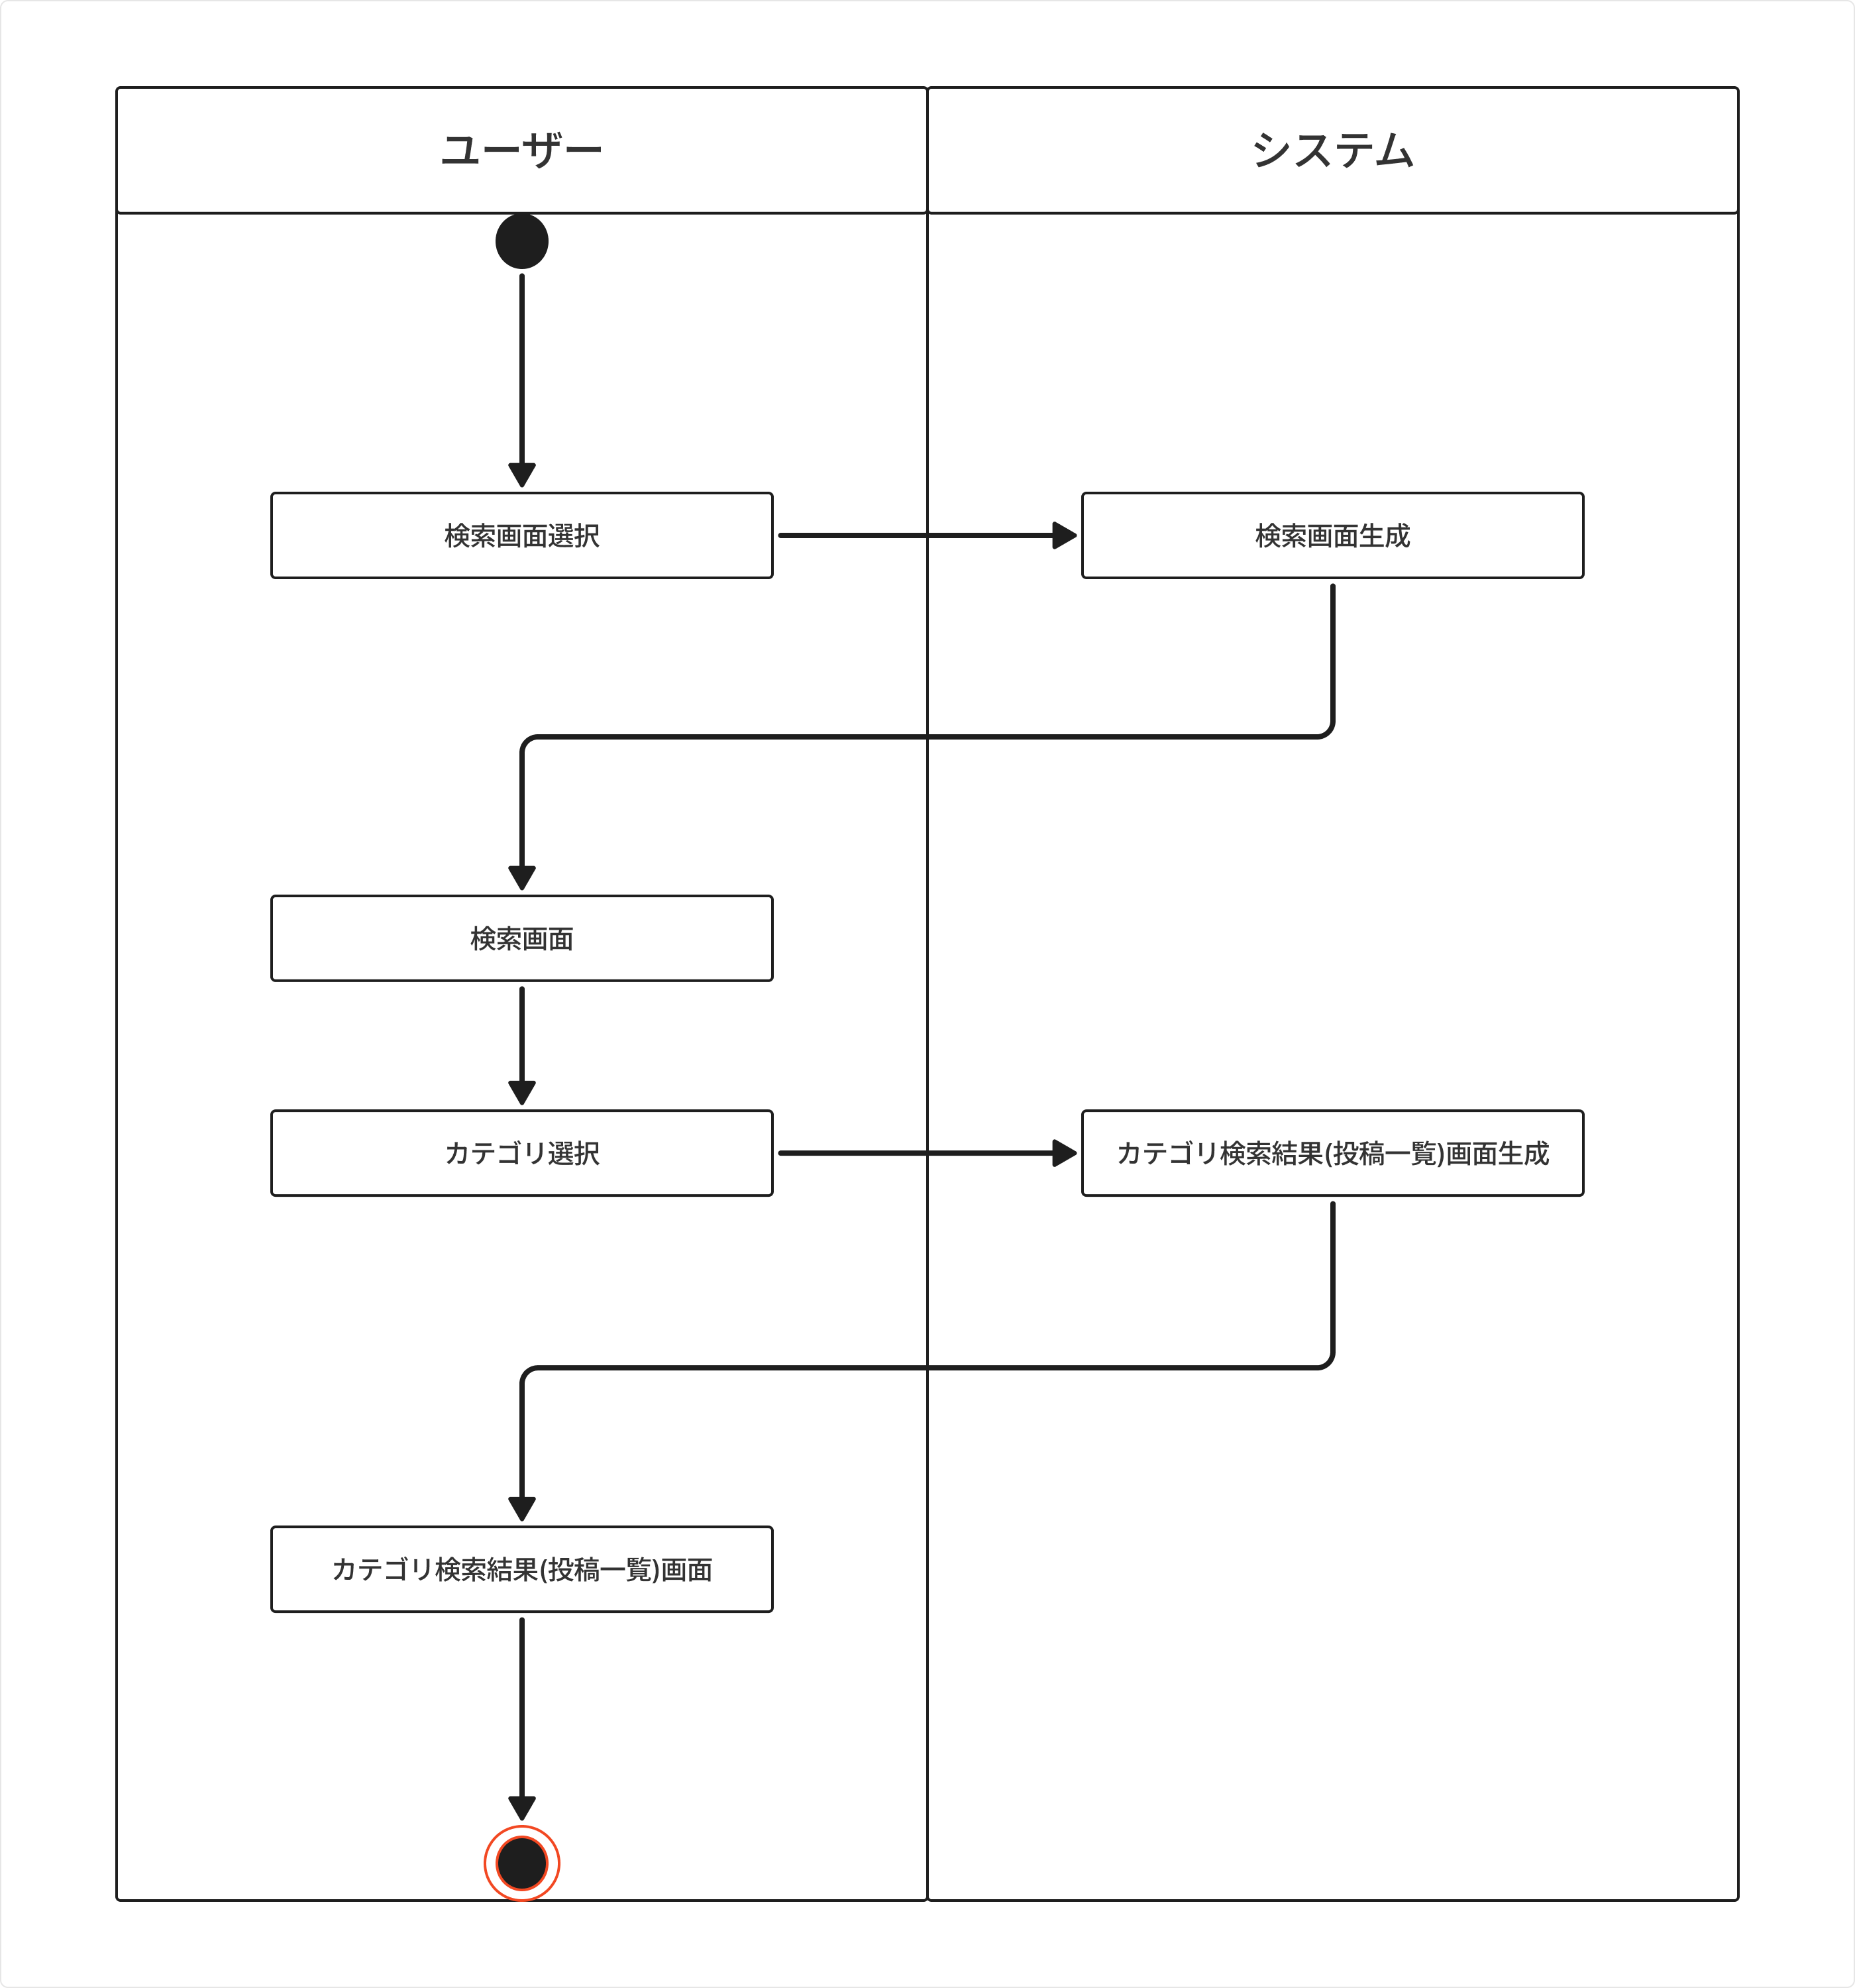 ユーザー
システム
検索画面選択
検索画面生成
検索画面
カテゴリ選択
カテゴリ検索結果(投稿一覧)画面生成
カテゴリ検索結果(投稿一覧)画面